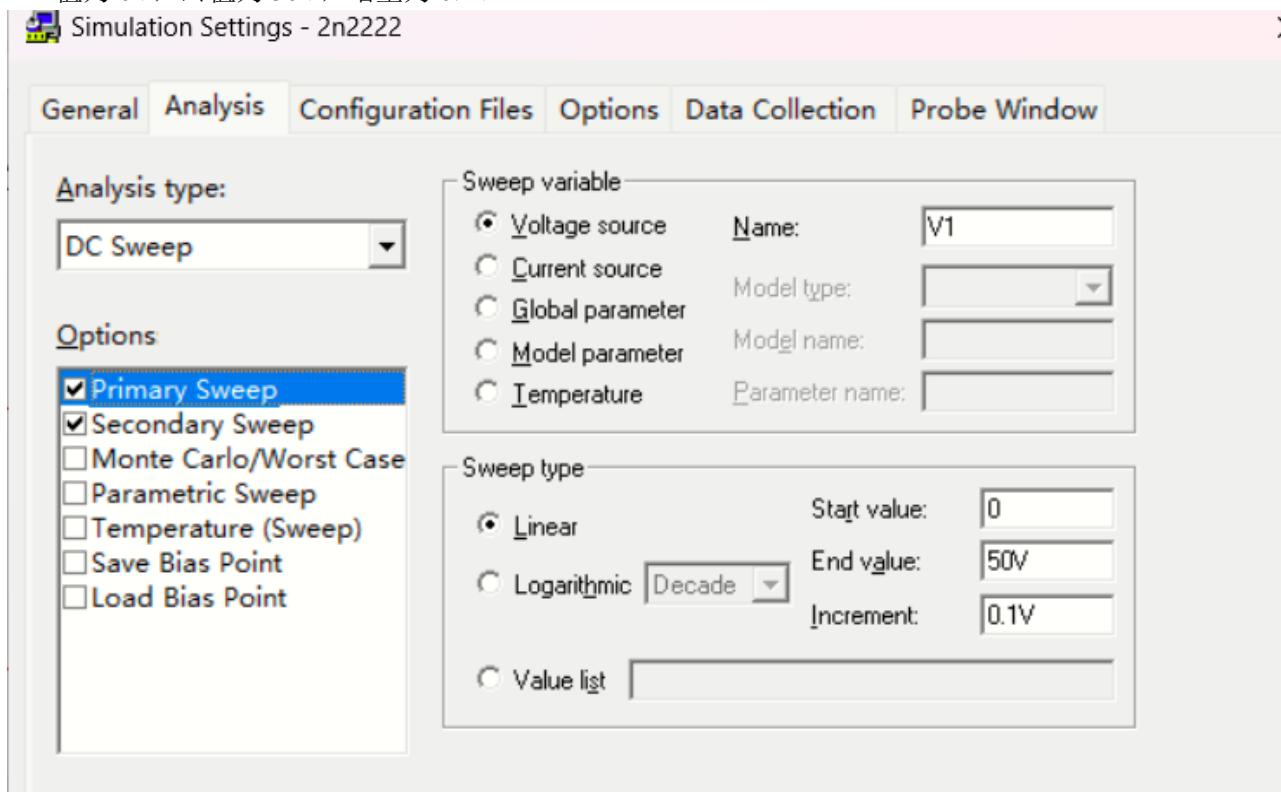 Simulation Settings - 2n2222
General Analysis Configuration Files Options Data Collection Probe Window
Analysis type:
DC Sweep
Options
Primary Sweep
Secondary Sweep
Monte Carlo/Worst Case
Parametric Sweep
Temperature (Sweep)
Save Bias Point
Load Bias Point
Sweep variable
Voltage source
Current source
Global parameter
Model parameter
Temperature
Name: V1
Model type:
Model name:
Parameter name:
Sweep type
Linear
Logarithmic Decade
Value list
Start value: 0
End value: 50V
Increment: 0.1V